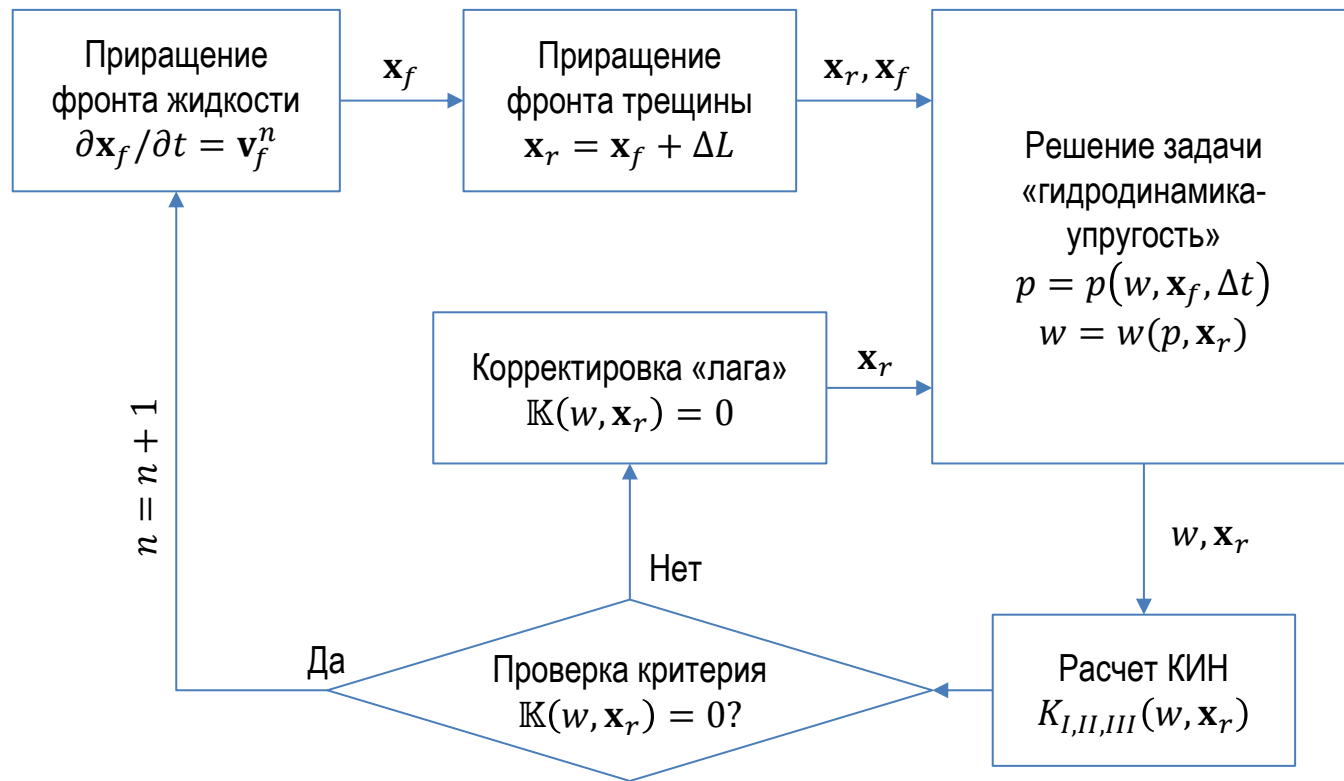 Приращение
фронта жидкости
∂𝐱_f/∂t = 𝐯_f^n
𝐱_f
Приращение
фронта трещины
𝐱_r = 𝐱_f + ΔL
𝐱_r, 𝐱_f
Решение задачи
«гидродинамика-
упругость»
p = p(w, 𝐱_f, Δt)
w = w(p, 𝐱_r)
Корректировка «лага»
𝕂(w, 𝐱_r) = 0
𝐱_r
n = n + 1
w, 𝐱_r
Нет
Да
Проверка критерия
𝕂(w, 𝐱_r) = 0?
Расчет КИН
K_{I,II,III}(w, 𝐱_r)